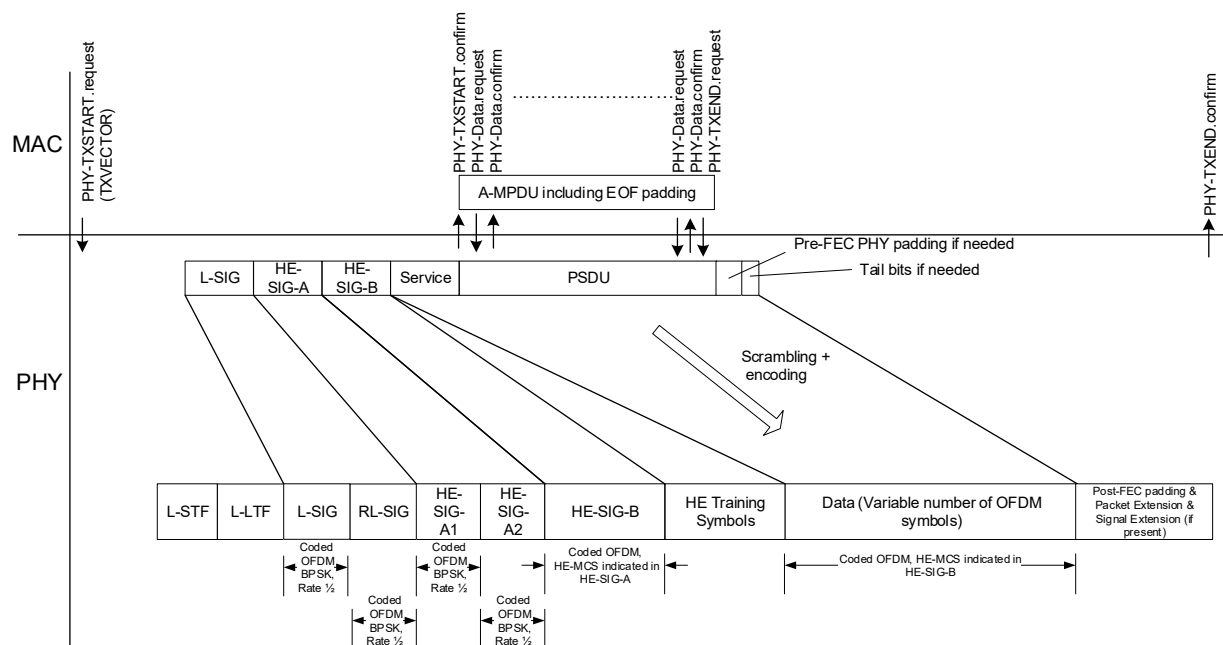 MAC
PHY-TXSTART.request
(TXVECTOR)
PHY-TXSTART.confirm
PHY-Data.request
PHY-Data.confirm
PHY-Data.request
PHY-Data.confirm
PHY-TXEND.request
PHY-TXEND.confirm
A-MPDU including EOF padding
Pre-FEC PHY padding if needed
Tail bits if needed
L-SIG
HE-
SIG-A
HE-
SIG-B
Service
PSDU
PHY
Scrambling +
encoding
L-STF
L-LTF
L-SIG
RL-SIG
HE-
SIG-
A1
HE-
SIG-
A2
HE-SIG-B
HE Training
Symbols
Data (Variable number of OFDM
symbols)
Post-FEC padding &
Packet Extension &
Signal Extension (if
present)
Coded
OFDM,
BPSK,
Rate ½
Coded
OFDM,
BPSK,
Rate ½
Coded OFDM,
HE-MCS indicated in
HE-SIG-A
Coded OFDM, HE-MCS indicated in
HE-SIG-B
Coded
OFDM,
BPSK,
Rate ½
Coded
OFDM,
BPSK,
Rate ½